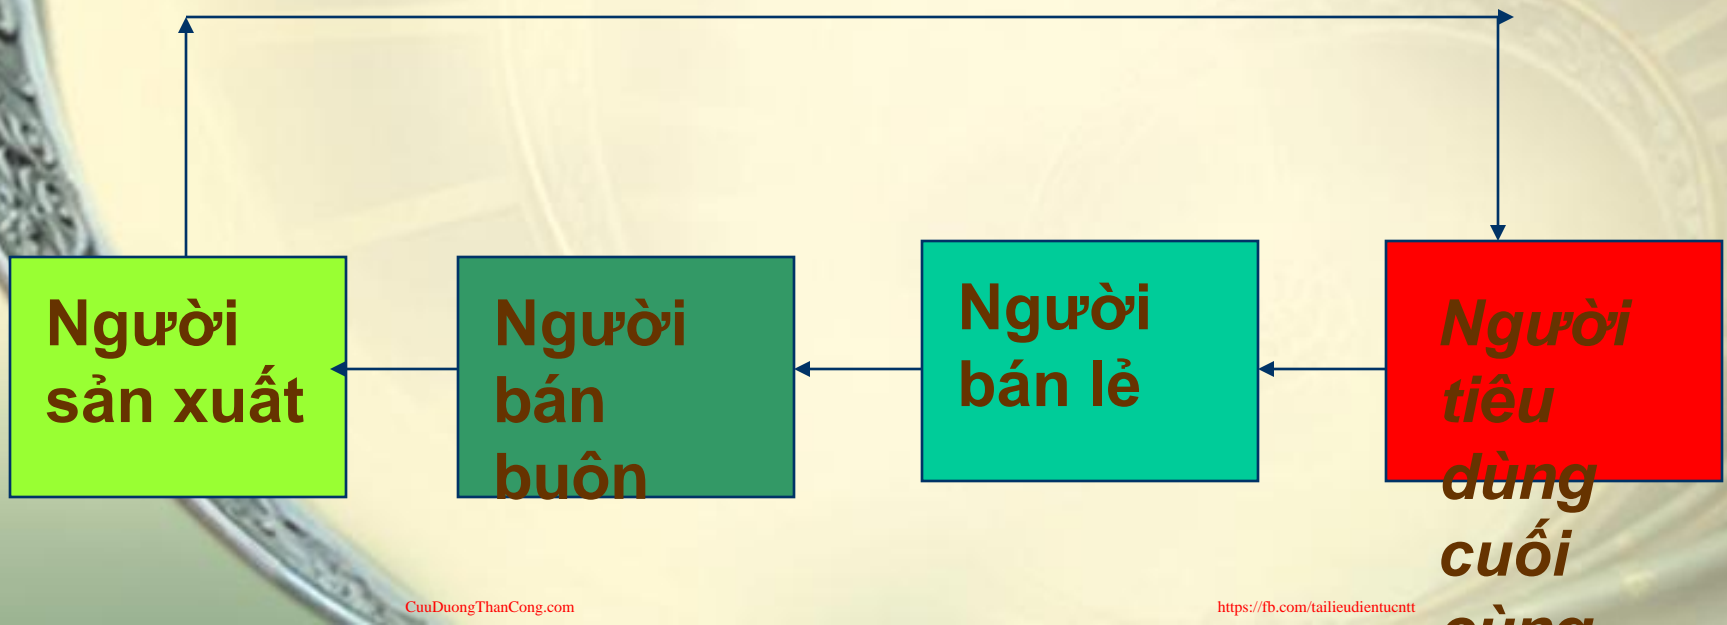 Người
sản xuất
Người
bán
buôn
Người
bán lẻ
Người
tiêu
dùng
cuối
cùng
CuuDuongThanCong.com
https://fb.com/tailieudientucntt